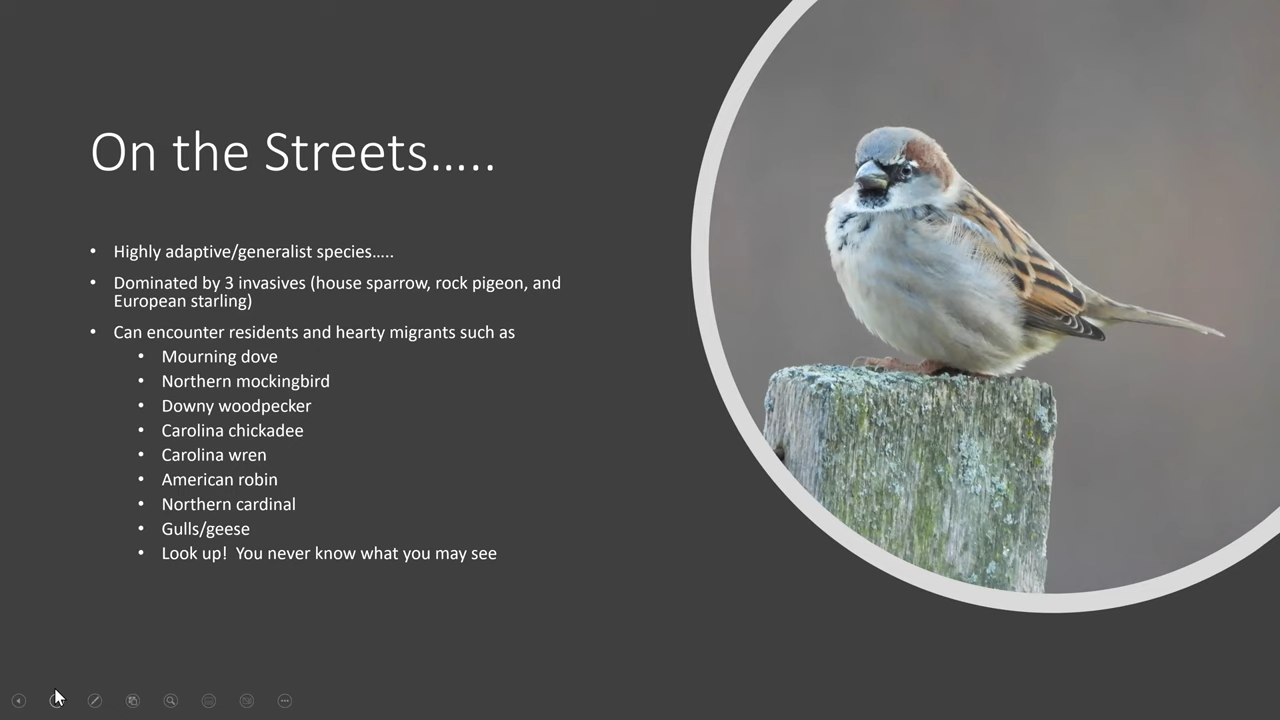 On the Streets.....
• Highly adaptive/generalist species.....
• Dominated by 3 invasives (house sparrow, rock pigeon, and
European starling)
• Can encounter residents and hearty migrants such as
• Mourning dove
• Northern mockingbird
• Downy woodpecker
• Carolina chickadee
• Carolina wren
• American robin
• Northern cardinal
• Gulls/geese
• Look up!  You never know what you may see